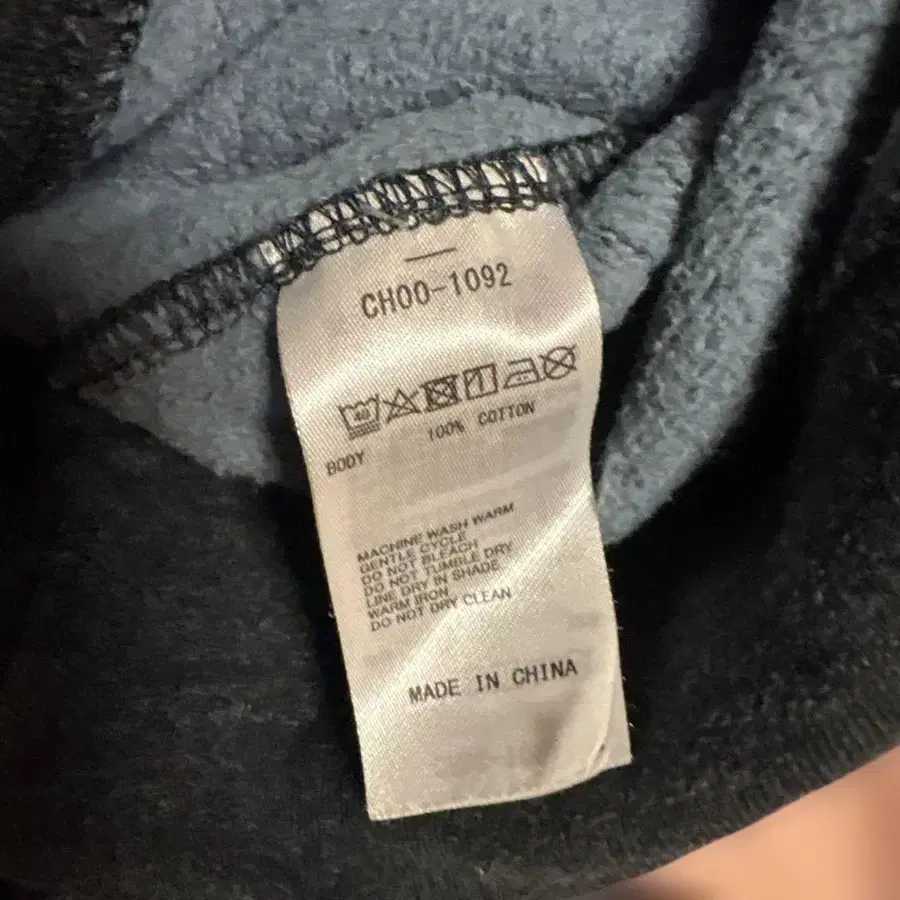 CH00-1092
40
100% COTTON
BODY
MACHINE WASH WARM
GENTLE CYCLE
DO NOT BLEACH
DO NOT TUMBLE DRY
LINE DRY IN SHADE
WARM IRON
DO NOT DRY CLEAN
MADE IN CHINA